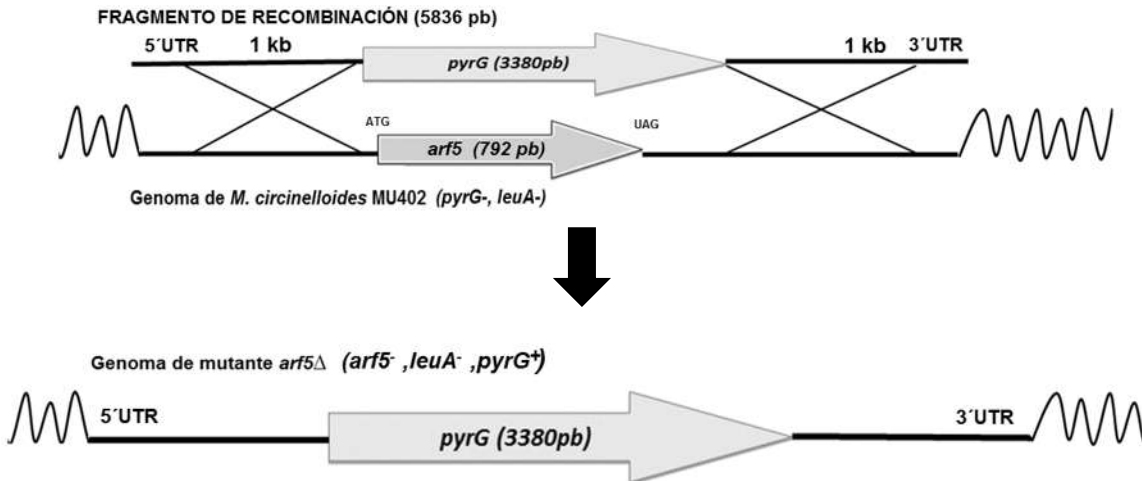 FRAGMENTO DE RECOMBINACIÓN (5836 pb)
5´UTR 1 kb 1 kb 3´UTR
pyrG (3380pb)
ATG UAG
arf5 (792 pb)
Genoma de M. circinelloides MU402 (pyrG-, leuA-)
Genoma de mutante arf5∆ (arf5⁻ ,leuA⁻ ,pyrG⁺)
5´UTR 3´UTR
pyrG (3380pb)